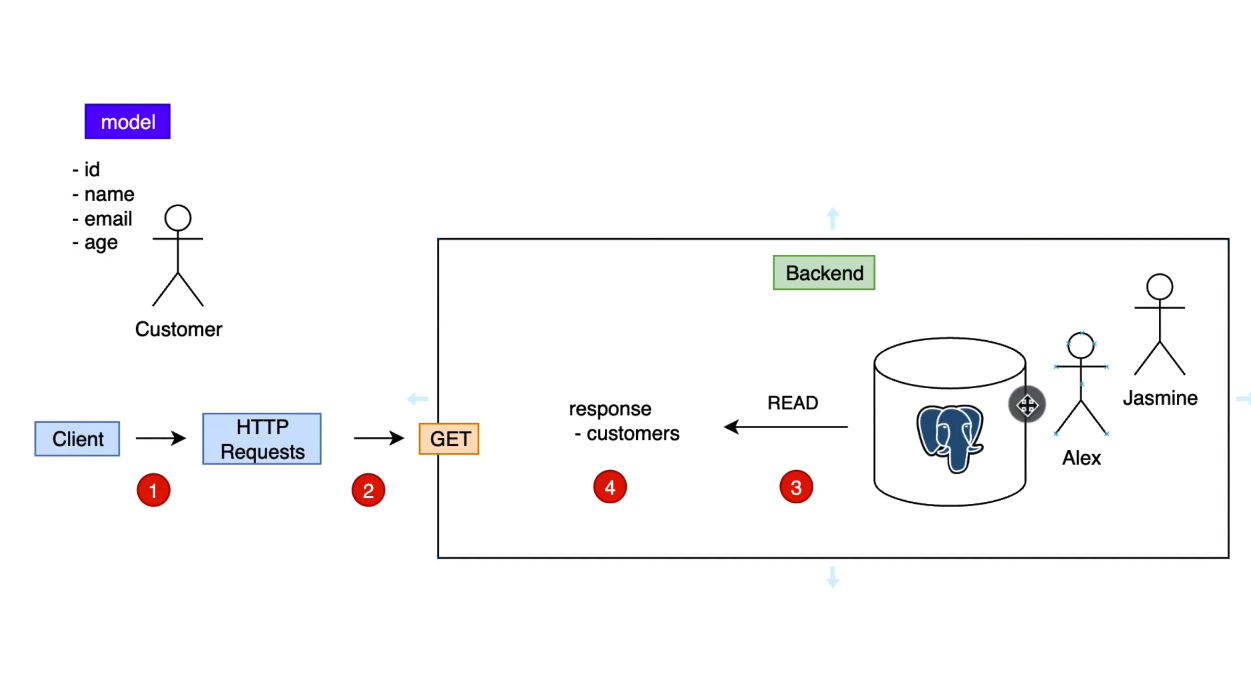 model
- id
- name
- email
- age
Customer
Backend
Jasmine
Alex
Client
HTTP
Requests
GET
response
- customers
READ
1
2
4
3